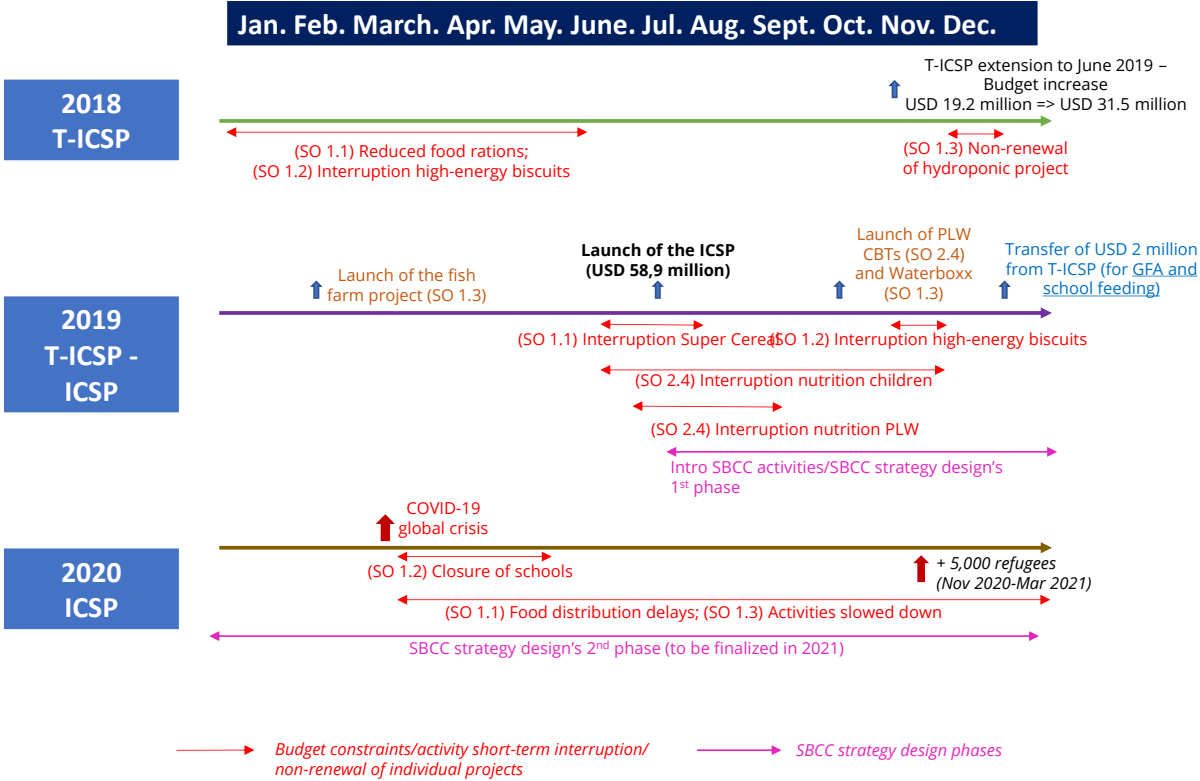 Jan. Feb. March. Apr. May. June. Jul. Aug. Sept. Oct. Nov. Dec.
2018
T-ICSP
T-ICSP extension to June 2019 –
Budget increase
USD 19.2 million => USD 31.5 million
(SO 1.1) Reduced food rations;
(SO 1.2) Interruption high-energy biscuits
(SO 1.3) Non-renewal
of hydroponic project
2019
T-ICSP -
ICSP
Launch of the fish
farm project (SO 1.3)
Launch of the ICSP
(USD 58,9 million)
Launch of PLW
CBTs (SO 2.4)
and Waterboxx
(SO 1.3)
Transfer of USD 2 million
from T-ICSP (for GFA and
school feeding)
(SO 1.1) Interruption Super Cereal
(SO 1.2) Interruption high-energy biscuits
(SO 2.4) Interruption nutrition children
(SO 2.4) Interruption nutrition PLW
Intro SBCC activities/SBCC strategy design's
1st phase
2020
ICSP
COVID-19
global crisis
(SO 1.2) Closure of schools
+ 5,000 refugees
(Nov 2020-Mar 2021)
(SO 1.1) Food distribution delays; (SO 1.3) Activities slowed down
SBCC strategy design's 2nd phase (to be finalized in 2021)
Budget constraints/activity short-term interruption/
non-renewal of individual projects
SBCC strategy design phases